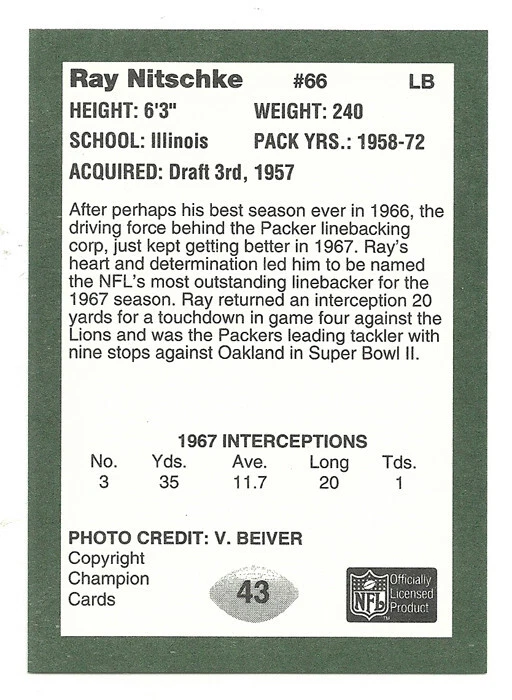 Ray Nitschke #66 LB
HEIGHT: 6'3" WEIGHT: 240
SCHOOL: Illinois PACK YRS.: 1958-72
ACQUIRED: Draft 3rd, 1957
After perhaps his best season ever in 1966, the
driving force behind the Packer linebacking
corp, just kept getting better in 1967. Ray's
heart and determination led him to be named
the NFL's most outstanding linebacker for the
1967 season. Ray returned an interception 20
yards for a touchdown in game four against the
Lions and was the Packers leading tackler with
nine stops against Oakland in Super Bowl II.
1967 INTERCEPTIONS
No. Yds. Ave. Long Tds.
3 35 11.7 20 1
PHOTO CREDIT: V. BEIVER
Copyright
Champion
Cards
43
NFL
TM
Officially
Licensed
Product